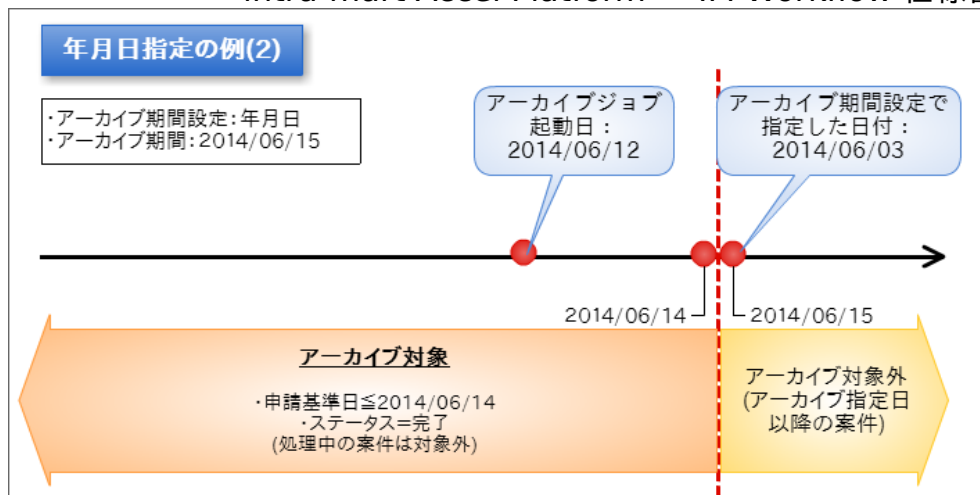 年月日指定の例(2)
・アーカイブ期間設定:年月日
・アーカイブ期間:2014/06/15
アーカイブジョブ
起動日:
2014/06/12
アーカイブ期間設定で
指定した日付:
2014/06/03
2014/06/14
2014/06/15
アーカイブ対象
・申請基準日≦2014/06/14
・ステータス=完了
(処理中の案件は対象外)
アーカイブ対象外
(アーカイブ指定日
以降の案件)